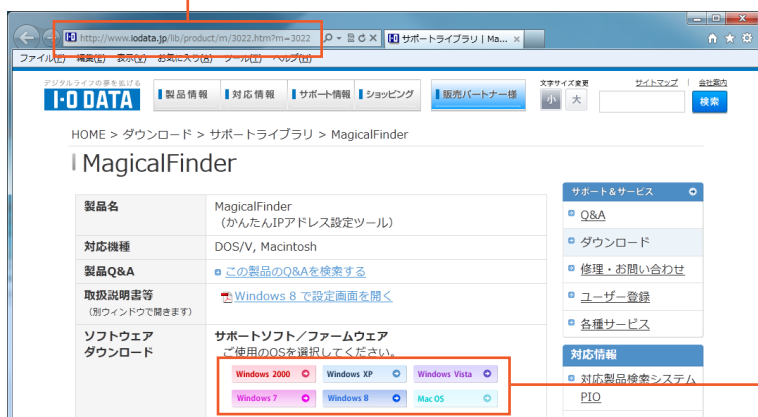 http://www.iodata.jp/lib/product/m/3022.htm?m=3022
サポートライブラリ | Ma...
ファイル(F) 編集(E) 表示(V) お気に入り(A) ツール(T) ヘルプ(H)
デジタルライフの夢を拡げる
I-O DATA
製品情報 対応情報 サポート情報 ショッピング 販売パートナー様
文字サイズ変更 小 大
サイトマップ | 会社案内
検索
HOME > ダウンロード > サポートライブラリ > MagicalFinder
MagicalFinder
製品名 MagicalFinder
(かんたんIPアドレス設定ツール)
対応機種 DOS/V, Macintosh
製品Q&A この製品のQ&Aを検索する
取扱説明書等 Windows 8 で設定画面を開く
(別ウィンドウで開きます)
ソフトウェア サポートソフト/ファームウェア
ダウンロード ご使用のOSを選択してください。
Windows 2000 Windows XP Windows Vista
Windows 7 Windows 8 Mac OS
サポート&サービス
Q&A
ダウンロード
修理・お問い合わせ
ユーザー登録
各種サービス
対応情報
対応製品検索システム
PIO